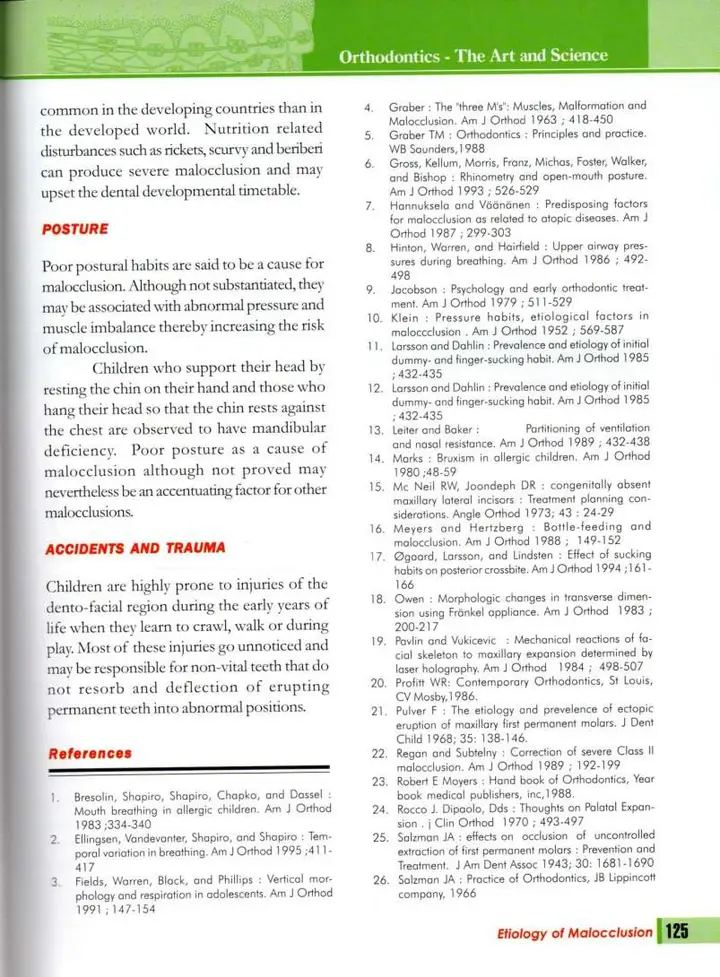 Orthodontics - The Art and Science
common in the developing countries than in
the developed world. Nutrition related
disturbances such as rickets, scurvy and beriberi
can produce severe malocclusion and may
upset the dental developmental timetable.
POSTURE
Poor postural habits are said to be a cause for
malocclusion. Although not substantiated, they
may be associated with abnormal pressure and
muscle imbalance thereby increasing the risk
of malocclusion.
Children who support their head by
resting the chin on their hand and those who
hang their head so that the chin rests against
the chest are observed to have mandibular
deficiency. Poor posture as a cause of
malocclusion although not proved may
nevertheless be an accentuating factor for other
malocclusions.
ACCIDENTS AND TRAUMA
Children are highly prone to injuries of the
dento-facial region during the early years of
life when they learn to crawl, walk or during
play. Most of these injuries go unnoticed and
may be responsible for non-vital teeth that do
not resorb and deflection of erupting
permanent teeth into abnormal positions.
References
1. Bresolin, Shapiro, Shapiro, Chapko, and Dassel :
Mouth breathing in allergic children. Am J Orthod
1983 ;334-340
2. Ellingsen, Vandevanter, Shapiro, and Shapiro : Tem-
poral variation in breathing. Am J Orthod 1995 ;411-
417
3. Fields, Warren, Black, and Phillips : Vertical mor-
phology and respiration in adolescents. Am J Orthod
1991 ; 147-154
4. Graber : The "three M's": Muscles, Malformation and
Malocclusion. Am J Orthod 1963 ; 418-450
5. Graber TM : Orthodontics : Principles and practice.
WB Saunders,1988
6. Gross, Kellum, Morris, Franz, Michas, Foster, Walker,
and Bishop : Rhinometry and open-mouth posture.
Am J Orthod 1993 ; 526-529
7. Hannuksela and Väänänen : Predisposing factors
for malocclusion as related to atopic diseases. Am J
Orthod 1987 ; 299-303
8. Hinton, Warren, and Hairfield : Upper airway pres-
sures during breathing. Am J Orthod 1986 ; 492-
498
9. Jacobson : Psychology and early orthodontic treat-
ment. Am J Orthod 1979 ; 511-529
10. Klein : Pressure habits, etiological factors in
maloccclusion . Am J Orthod 1952 ; 569-587
11. Larsson and Dahlin : Prevalence and etiology of initial
dummy- and finger-sucking habit. Am J Orthod 1985
; 432-435
12. Larsson and Dahlin : Prevalence and etiology of initial
dummy- and finger-sucking habit. Am J Orthod 1985
; 432-435
13. Leiter and Baker : Partitioning of ventilation
and nasal resistance. Am J Orthod 1989 ; 432-438
14. Marks : Bruxism in allergic children. Am J Orthod
1980 ;48-59
15. Mc Neil RW, Joondeph DR : congenitally absent
maxillary lateral incisors : Treatment planning con-
siderations. Angle Orthod 1973; 43 : 24-29
16. Meyers and Hertzberg : Bottle-feeding and
malocclusion. Am J Orthod 1988 ; 149-152
17. Øgaard, Larsson, and Lindsten : Effect of sucking
habits on posterior crossbite. Am J Orthod 1994 ;161-
166
18. Owen : Morphologic changes in transverse dimen-
sion using Fränkel appliance. Am J Orthod 1983 ;
200-217
19. Pavlin and Vukicevic : Mechanical reactions of fa-
cial skeleton to maxillary expansion determined by
laser holography. Am J Orthod 1984 ; 498-507
20. Profitt WR: Contemporary Orthodontics, St Louis,
CV Mosby,1986.
21. Pulver F : The etiology and prevelence of ectopic
eruption of maxillary first permanent molars. J Dent
Child 1968; 35: 138-146.
22. Regan and Subtelny : Correction of severe Class II
malocclusion. Am J Orthod 1989 ; 192-199
23. Robert E Moyers : Hand book of Orthodontics, Year
book medical publishers, inc,1988.
24. Rocco J. Dipaolo, Dds : Thoughts on Palatal Expan-
sion . j Clin Orthod 1970 ; 493-497
25. Salzman JA : effects on occlusion of uncontrolled
extraction of first permanent molars : Prevention and
Treatment. J Am Dent Assoc 1943; 30: 1681-1690
26. Salzman JA : Practice of Orthodontics, JB Lippincott
company, 1966
Etiology of Malocclusion 125